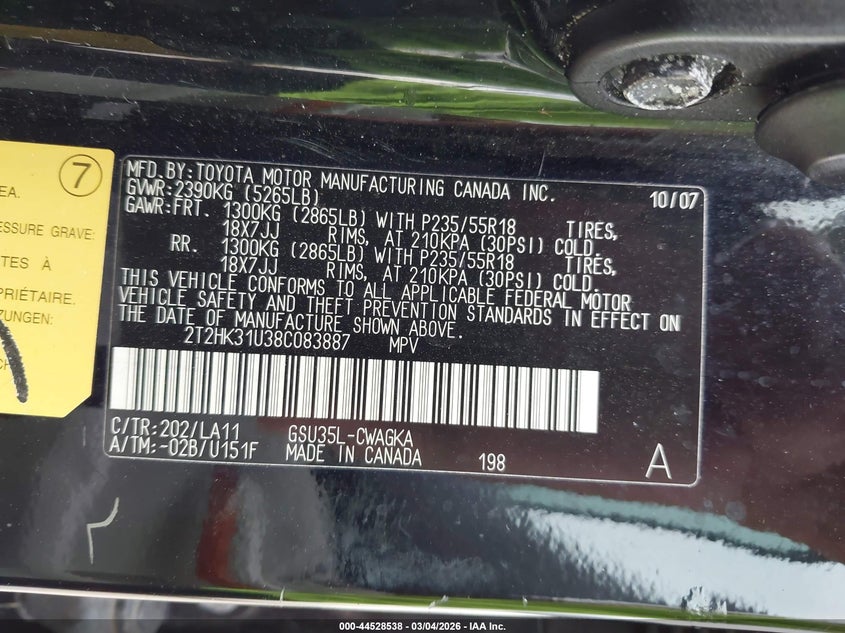 7
EA.
ESSURE GRAVE:
TES À
PRIÉTAIRE.
ZUNGEN:
MFD.BY:TOYOTA MOTOR MANUFACTURING CANADA INC. 10/07
GVWR:2390KG (5265LB)
GAWR:FRT. 1300KG (2865LB) WITH P235/55R18 TIRES,
18X7JJ RIMS, AT 210KPA (30PSI) COLD.
RR. 1300KG (2865LB) WITH P235/55R18 TIRES,
18X7JJ RIMS, AT 210KPA (30PSI) COLD.
THIS VEHICLE CONFORMS TO ALL APPLICABLE FEDERAL MOTOR
VEHICLE SAFETY AND THEFT PREVENTION STANDARDS IN EFFECT ON
THE DATE OF MANUFACTURE SHOWN ABOVE.
2T2HK31U38C083887 MPV
C/TR:202/LA11 GSU35L-CWAGKA
A/TM:-02B/U151F MADE IN CANADA 198 A
000-44528538 - 03/04/2026 - IAA Inc.